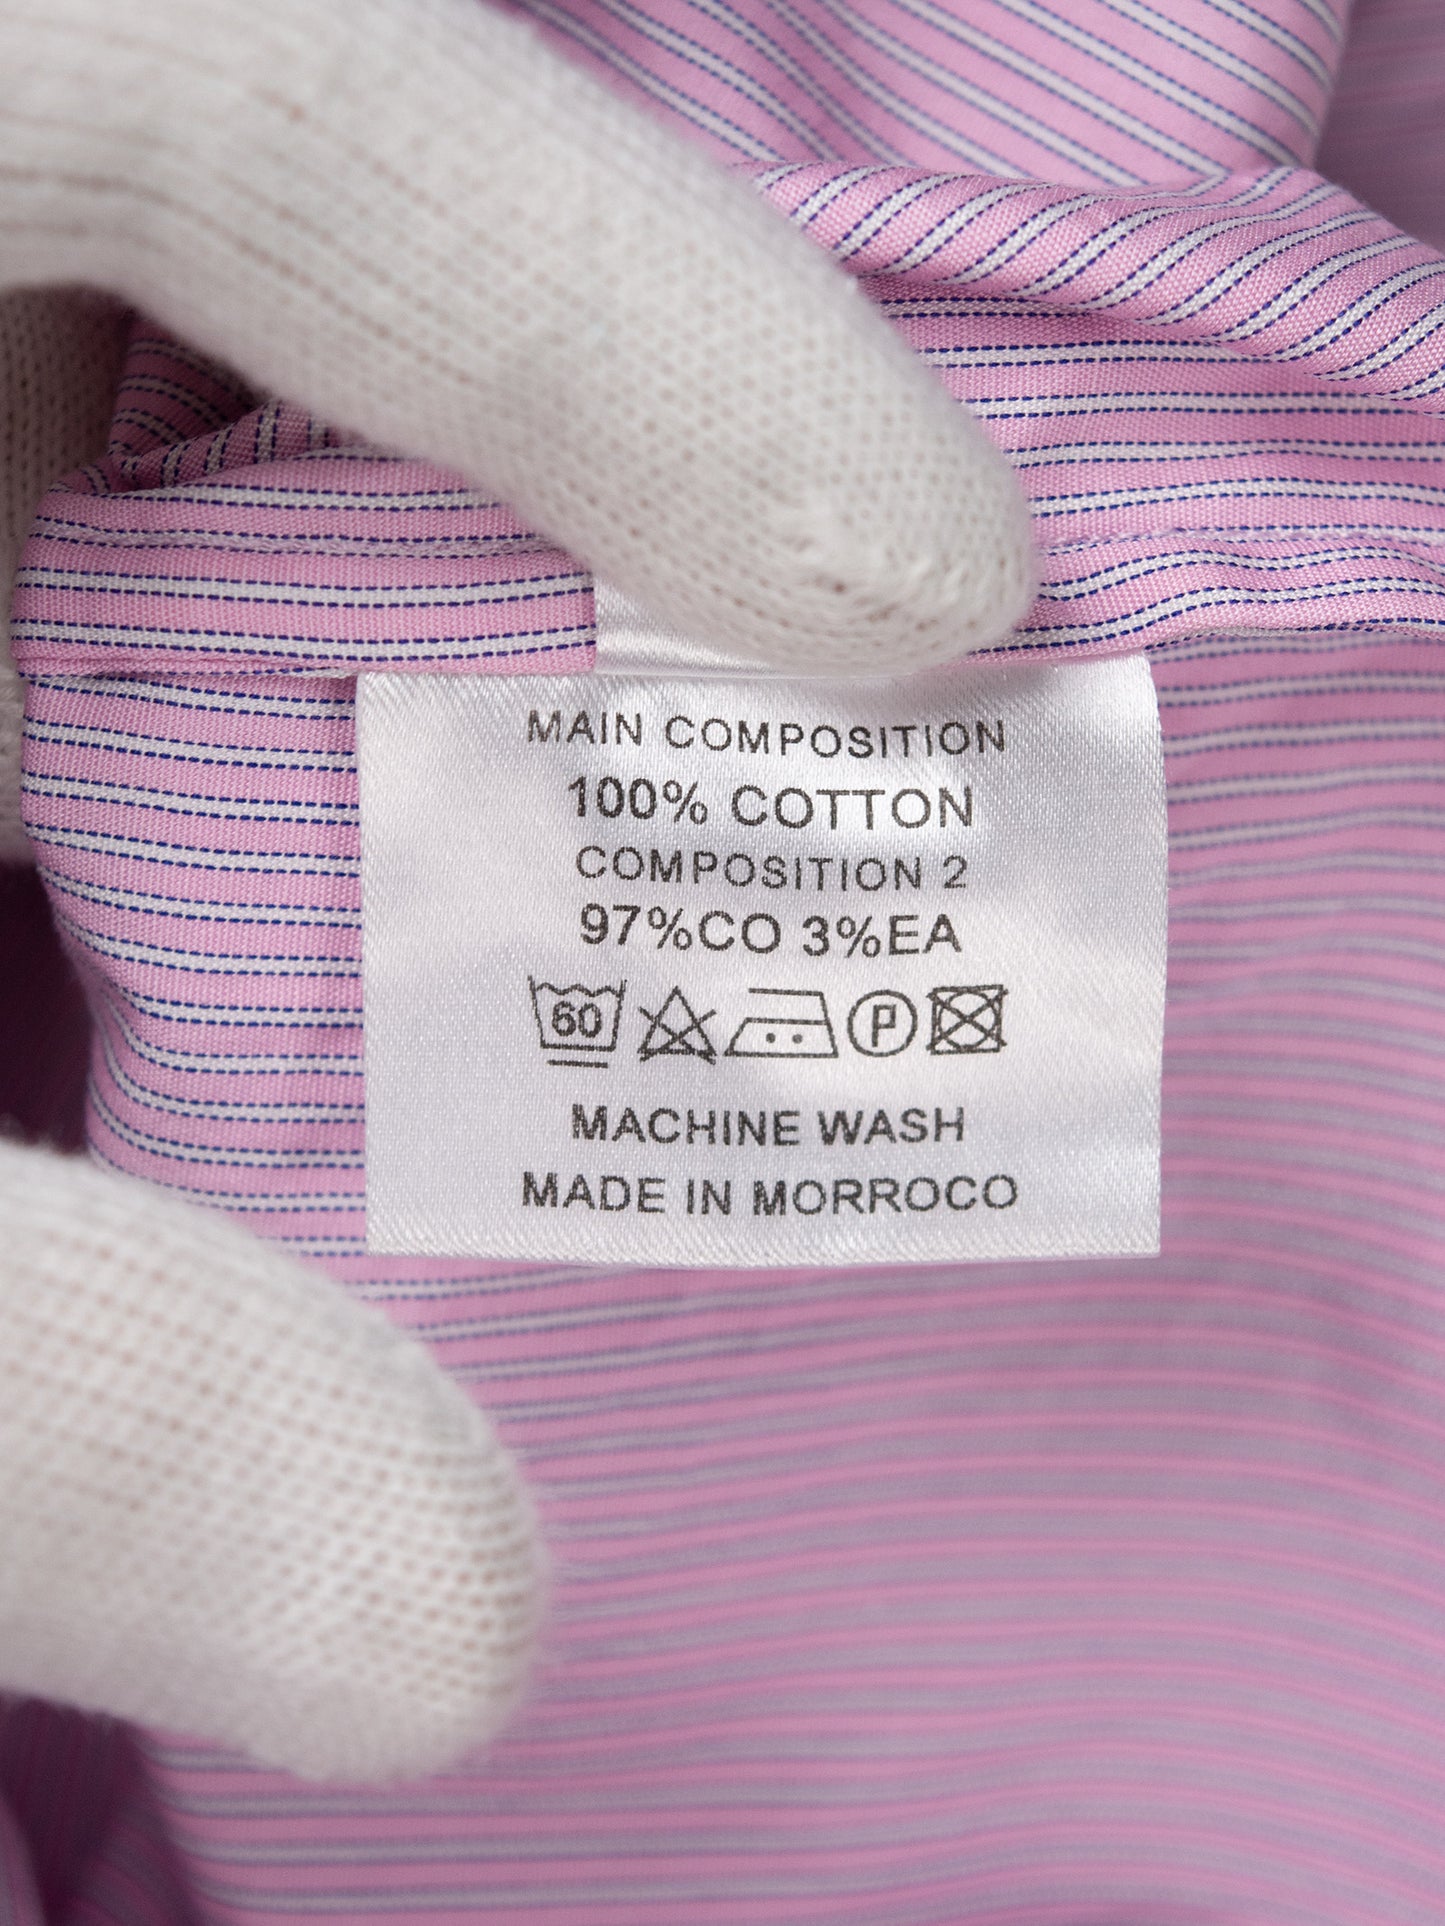 MAIN COMPOSITION
100% COTTON
COMPOSITION 2
97%CO 3%EA
60 P
MACHINE WASH
MADE IN MORROCO